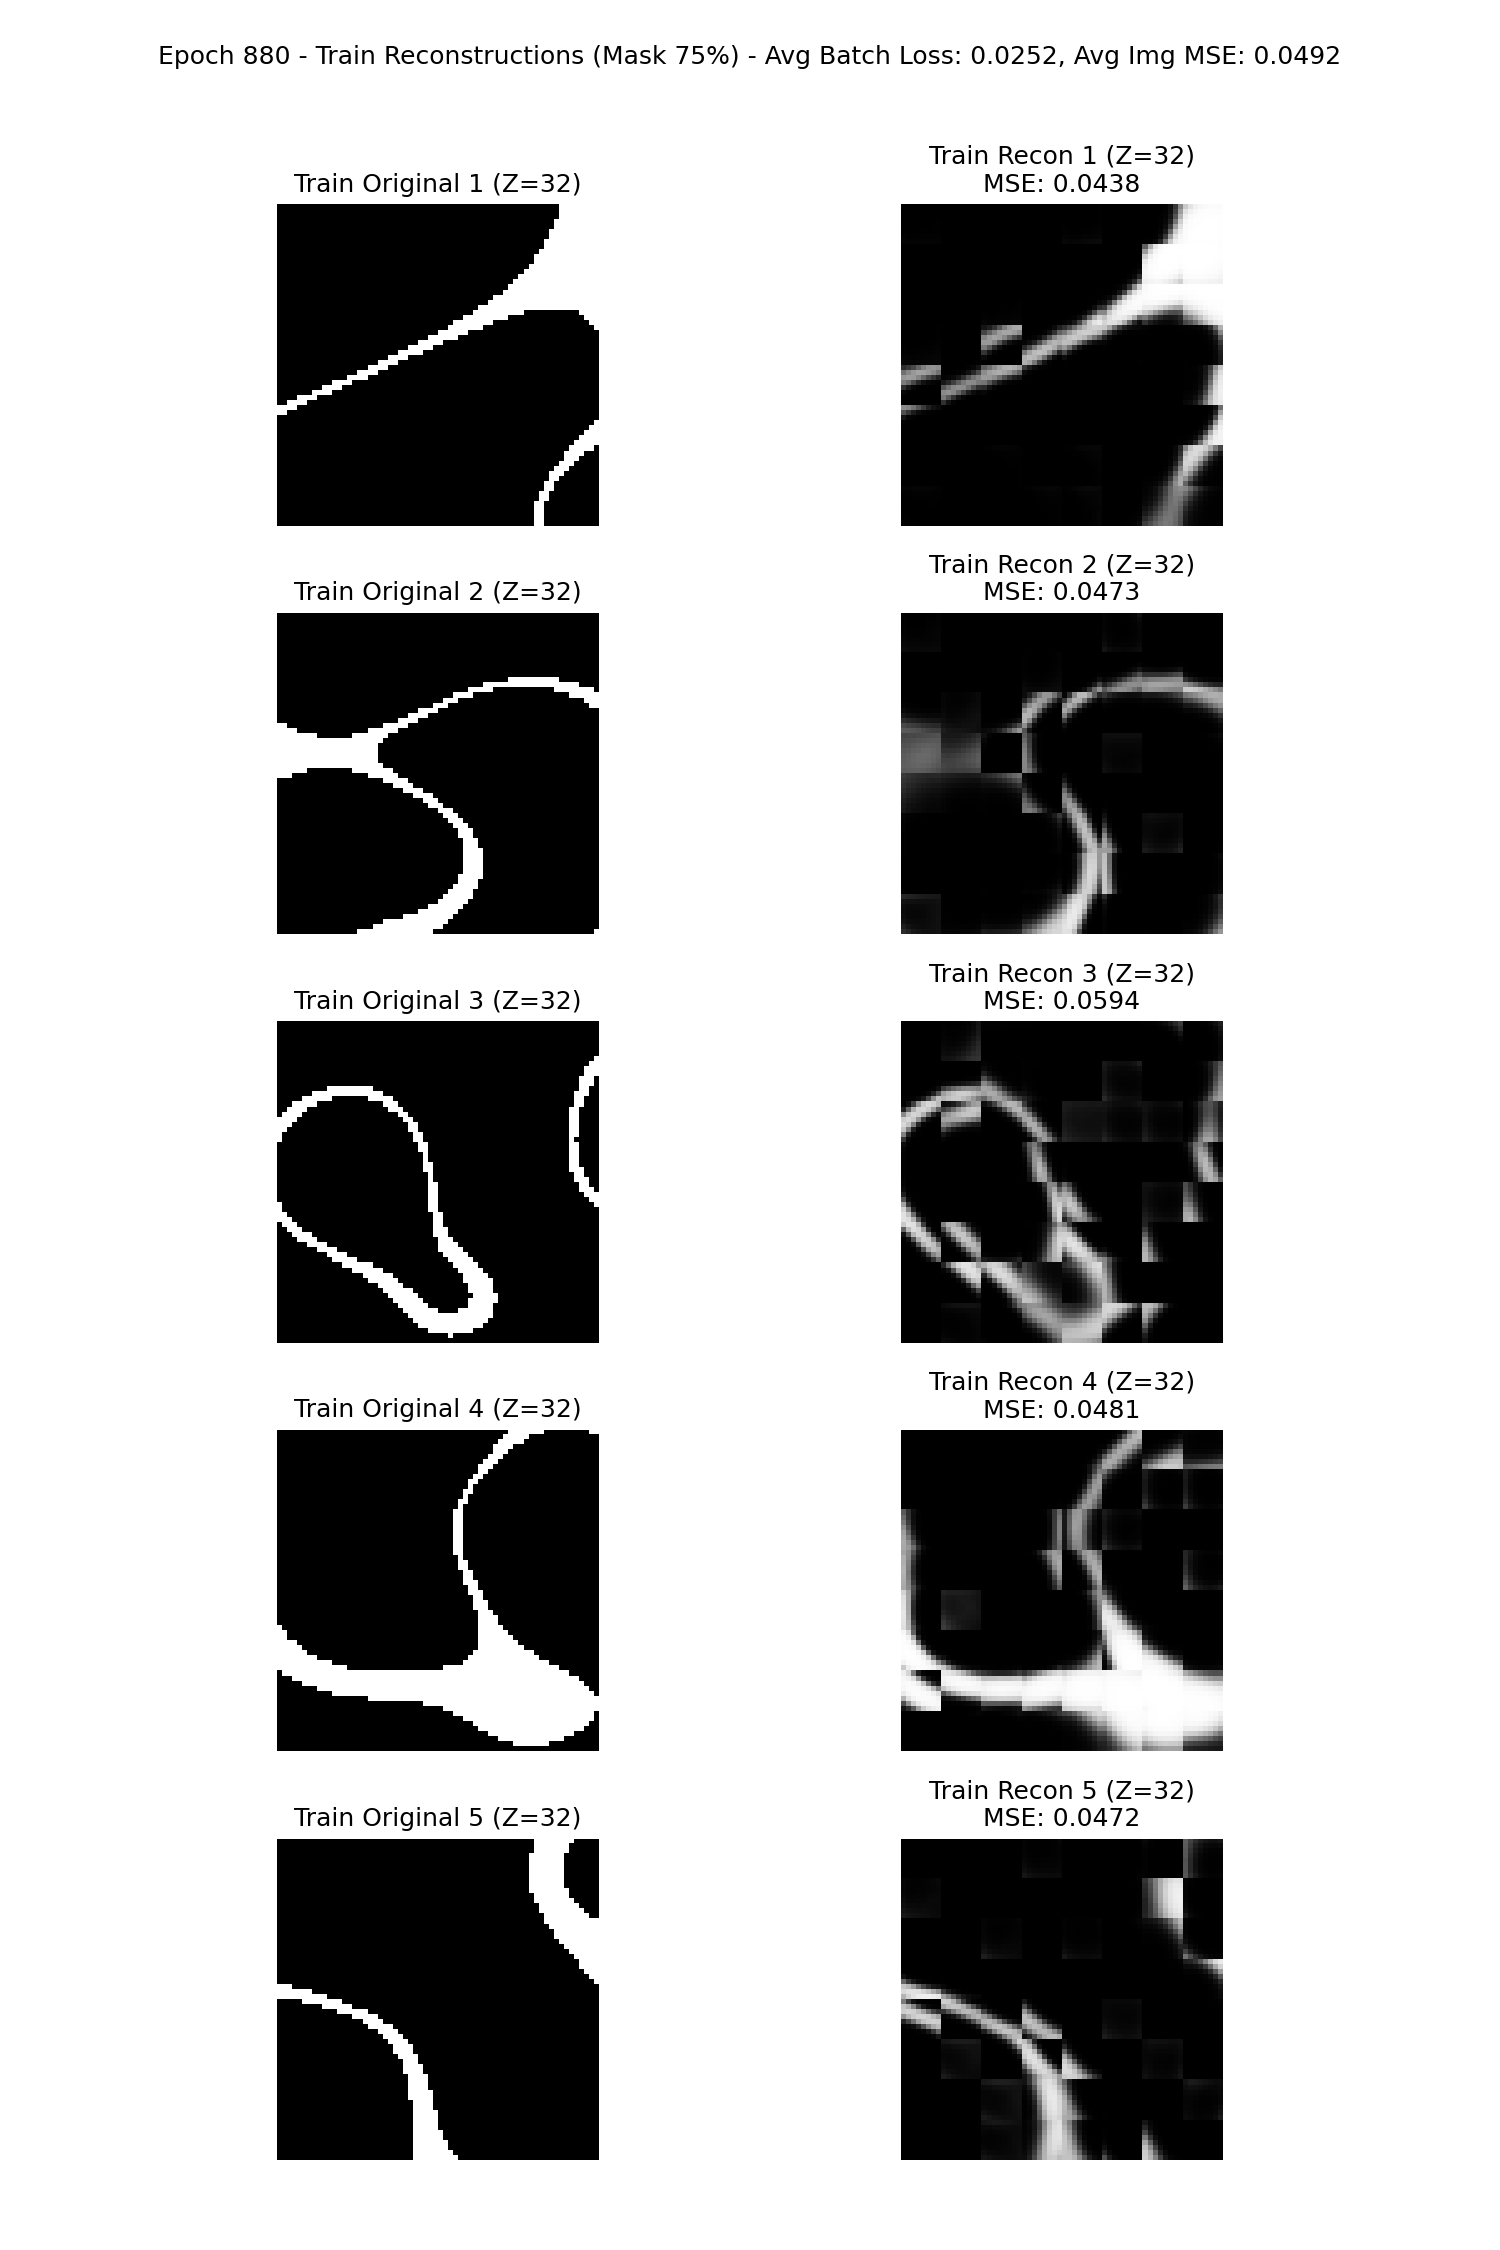 Epoch 880 - Train Reconstructions (Mask 75%) - Avg Batch Loss: 0.0252, Avg Img MSE: 0.0492
Train Original 1 (Z=32)
Train Recon 1 (Z=32)
MSE: 0.0438
Train Original 2 (Z=32)
Train Recon 2 (Z=32)
MSE: 0.0473
Train Original 3 (Z=32)
Train Recon 3 (Z=32)
MSE: 0.0594
Train Original 4 (Z=32)
Train Recon 4 (Z=32)
MSE: 0.0481
Train Original 5 (Z=32)
Train Recon 5 (Z=32)
MSE: 0.0472